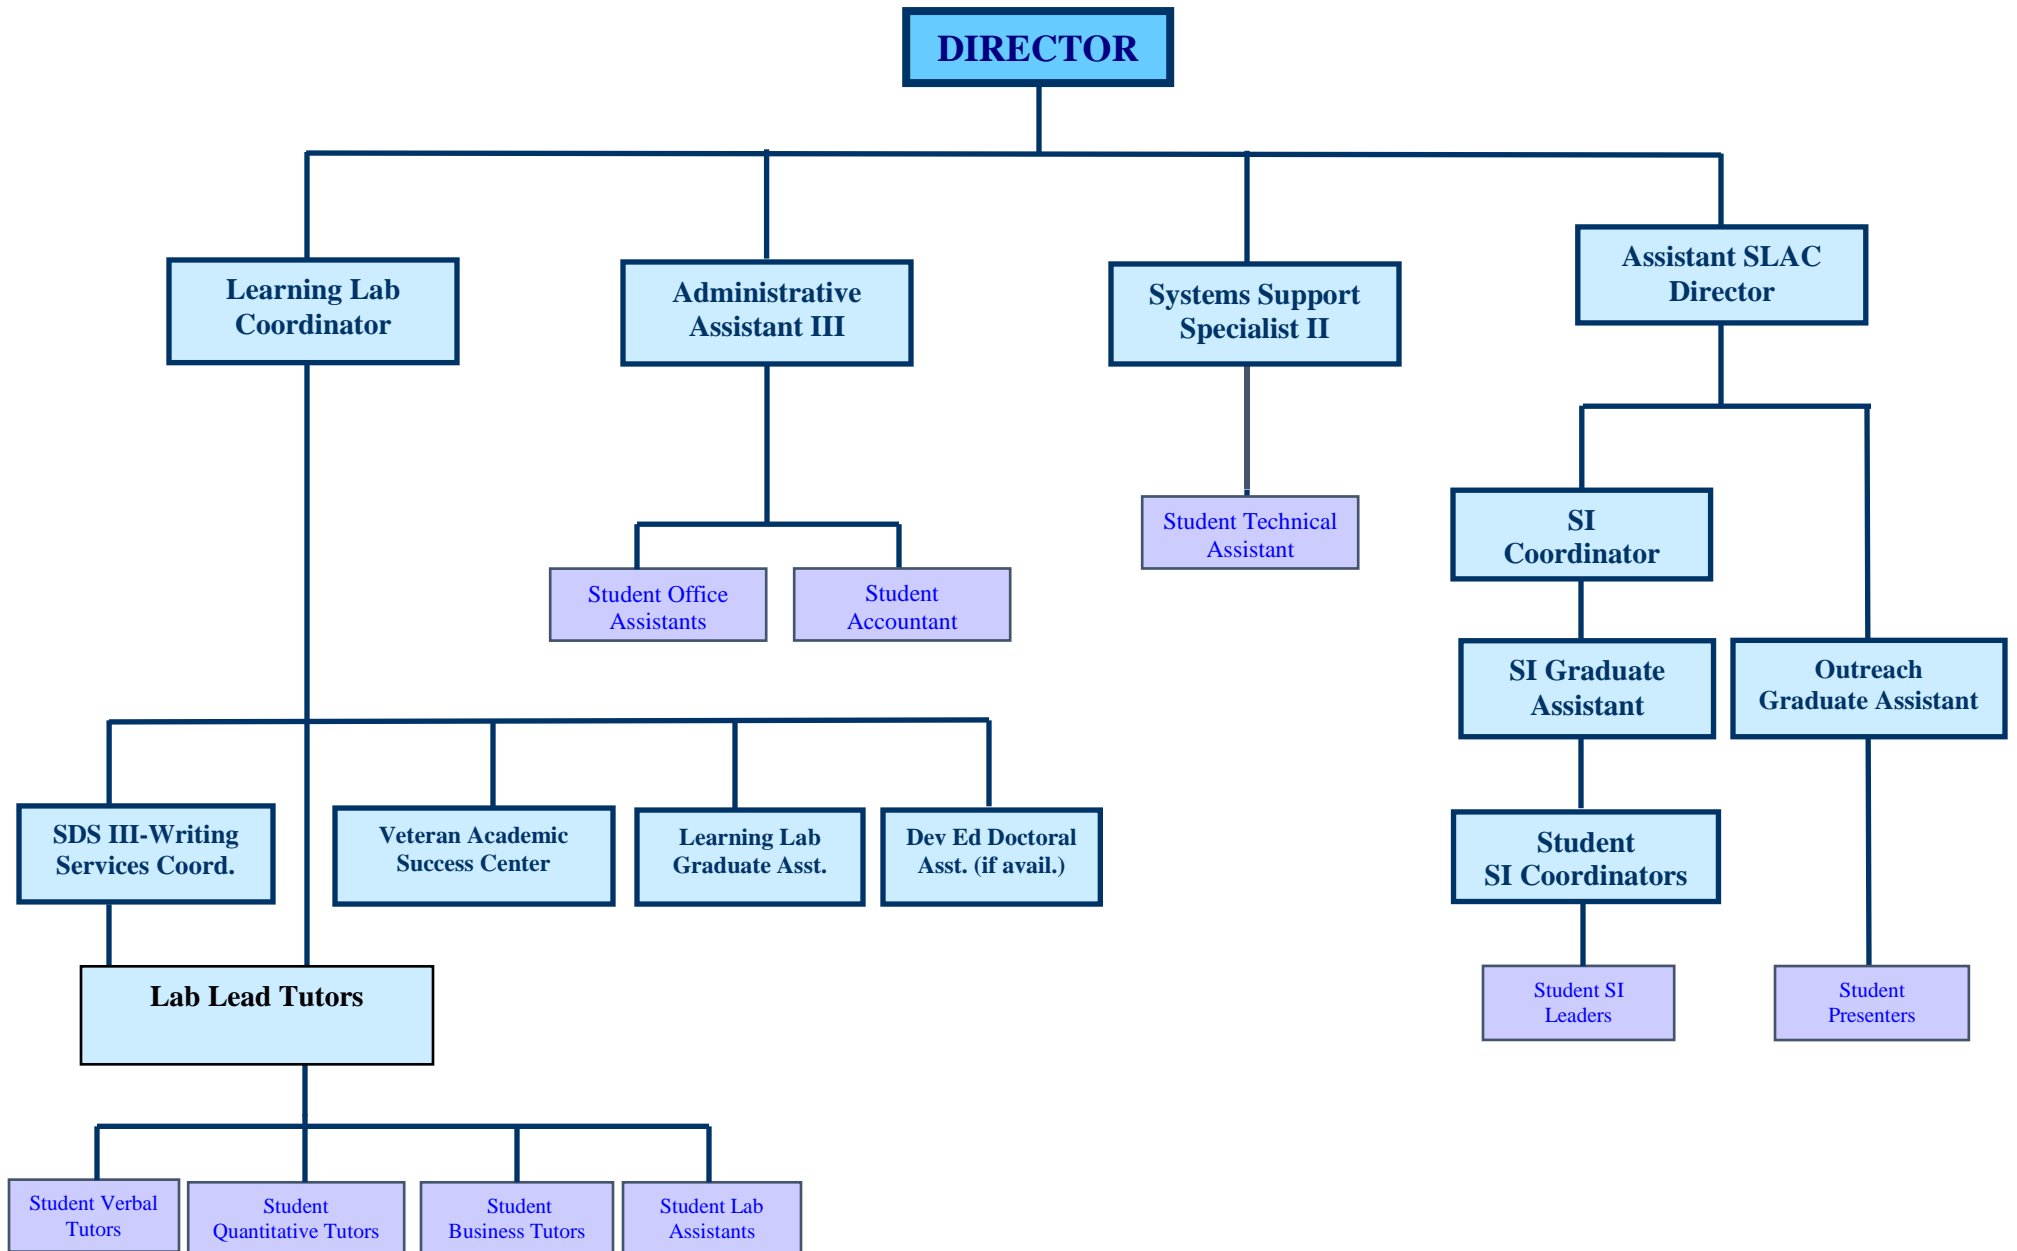 DIRECTOR
Learning Lab
Coordinator
Administrative
Assistant III
Systems Support
Specialist II
Assistant SLAC
Director
Student Office
Assistants
Student
Accountant
Student Technical
Assistant
SI
Coordinator
SI Graduate
Assistant
Outreach
Graduate Assistant
SDS III-Writing
Services Coord.
Veteran Academic
Success Center
Learning Lab
Graduate Asst.
Dev Ed Doctoral
Asst. (if avail.)
Student
SI Coordinators
Lab Lead Tutors
Student SI
Leaders
Student
Presenters
Student Verbal
Tutors
Student
Quantitative Tutors
Student
Business Tutors
Student Lab
Assistants